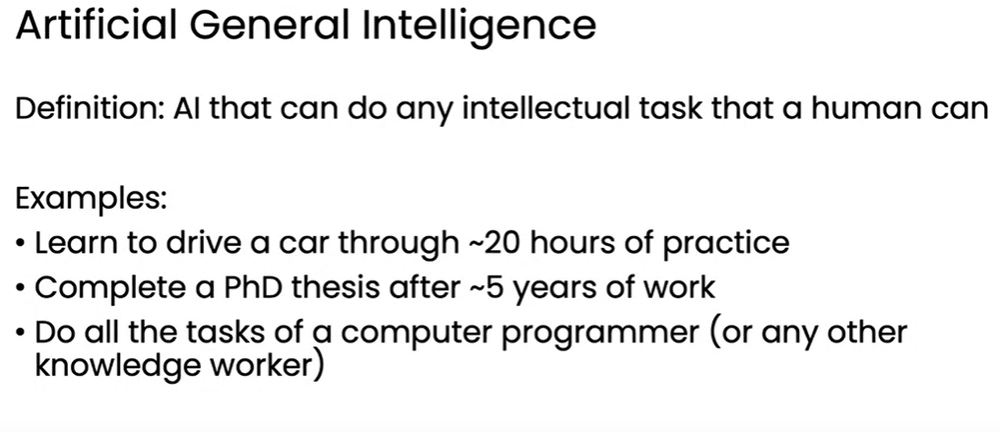 Artificial General Intelligence
Definition: AI that can do any intellectual task that a human can
Examples:
• Learn to drive a car through ~20 hours of practice
• Complete a PhD thesis after ~5 years of work
• Do all the tasks of a computer programmer (or any other
knowledge worker)